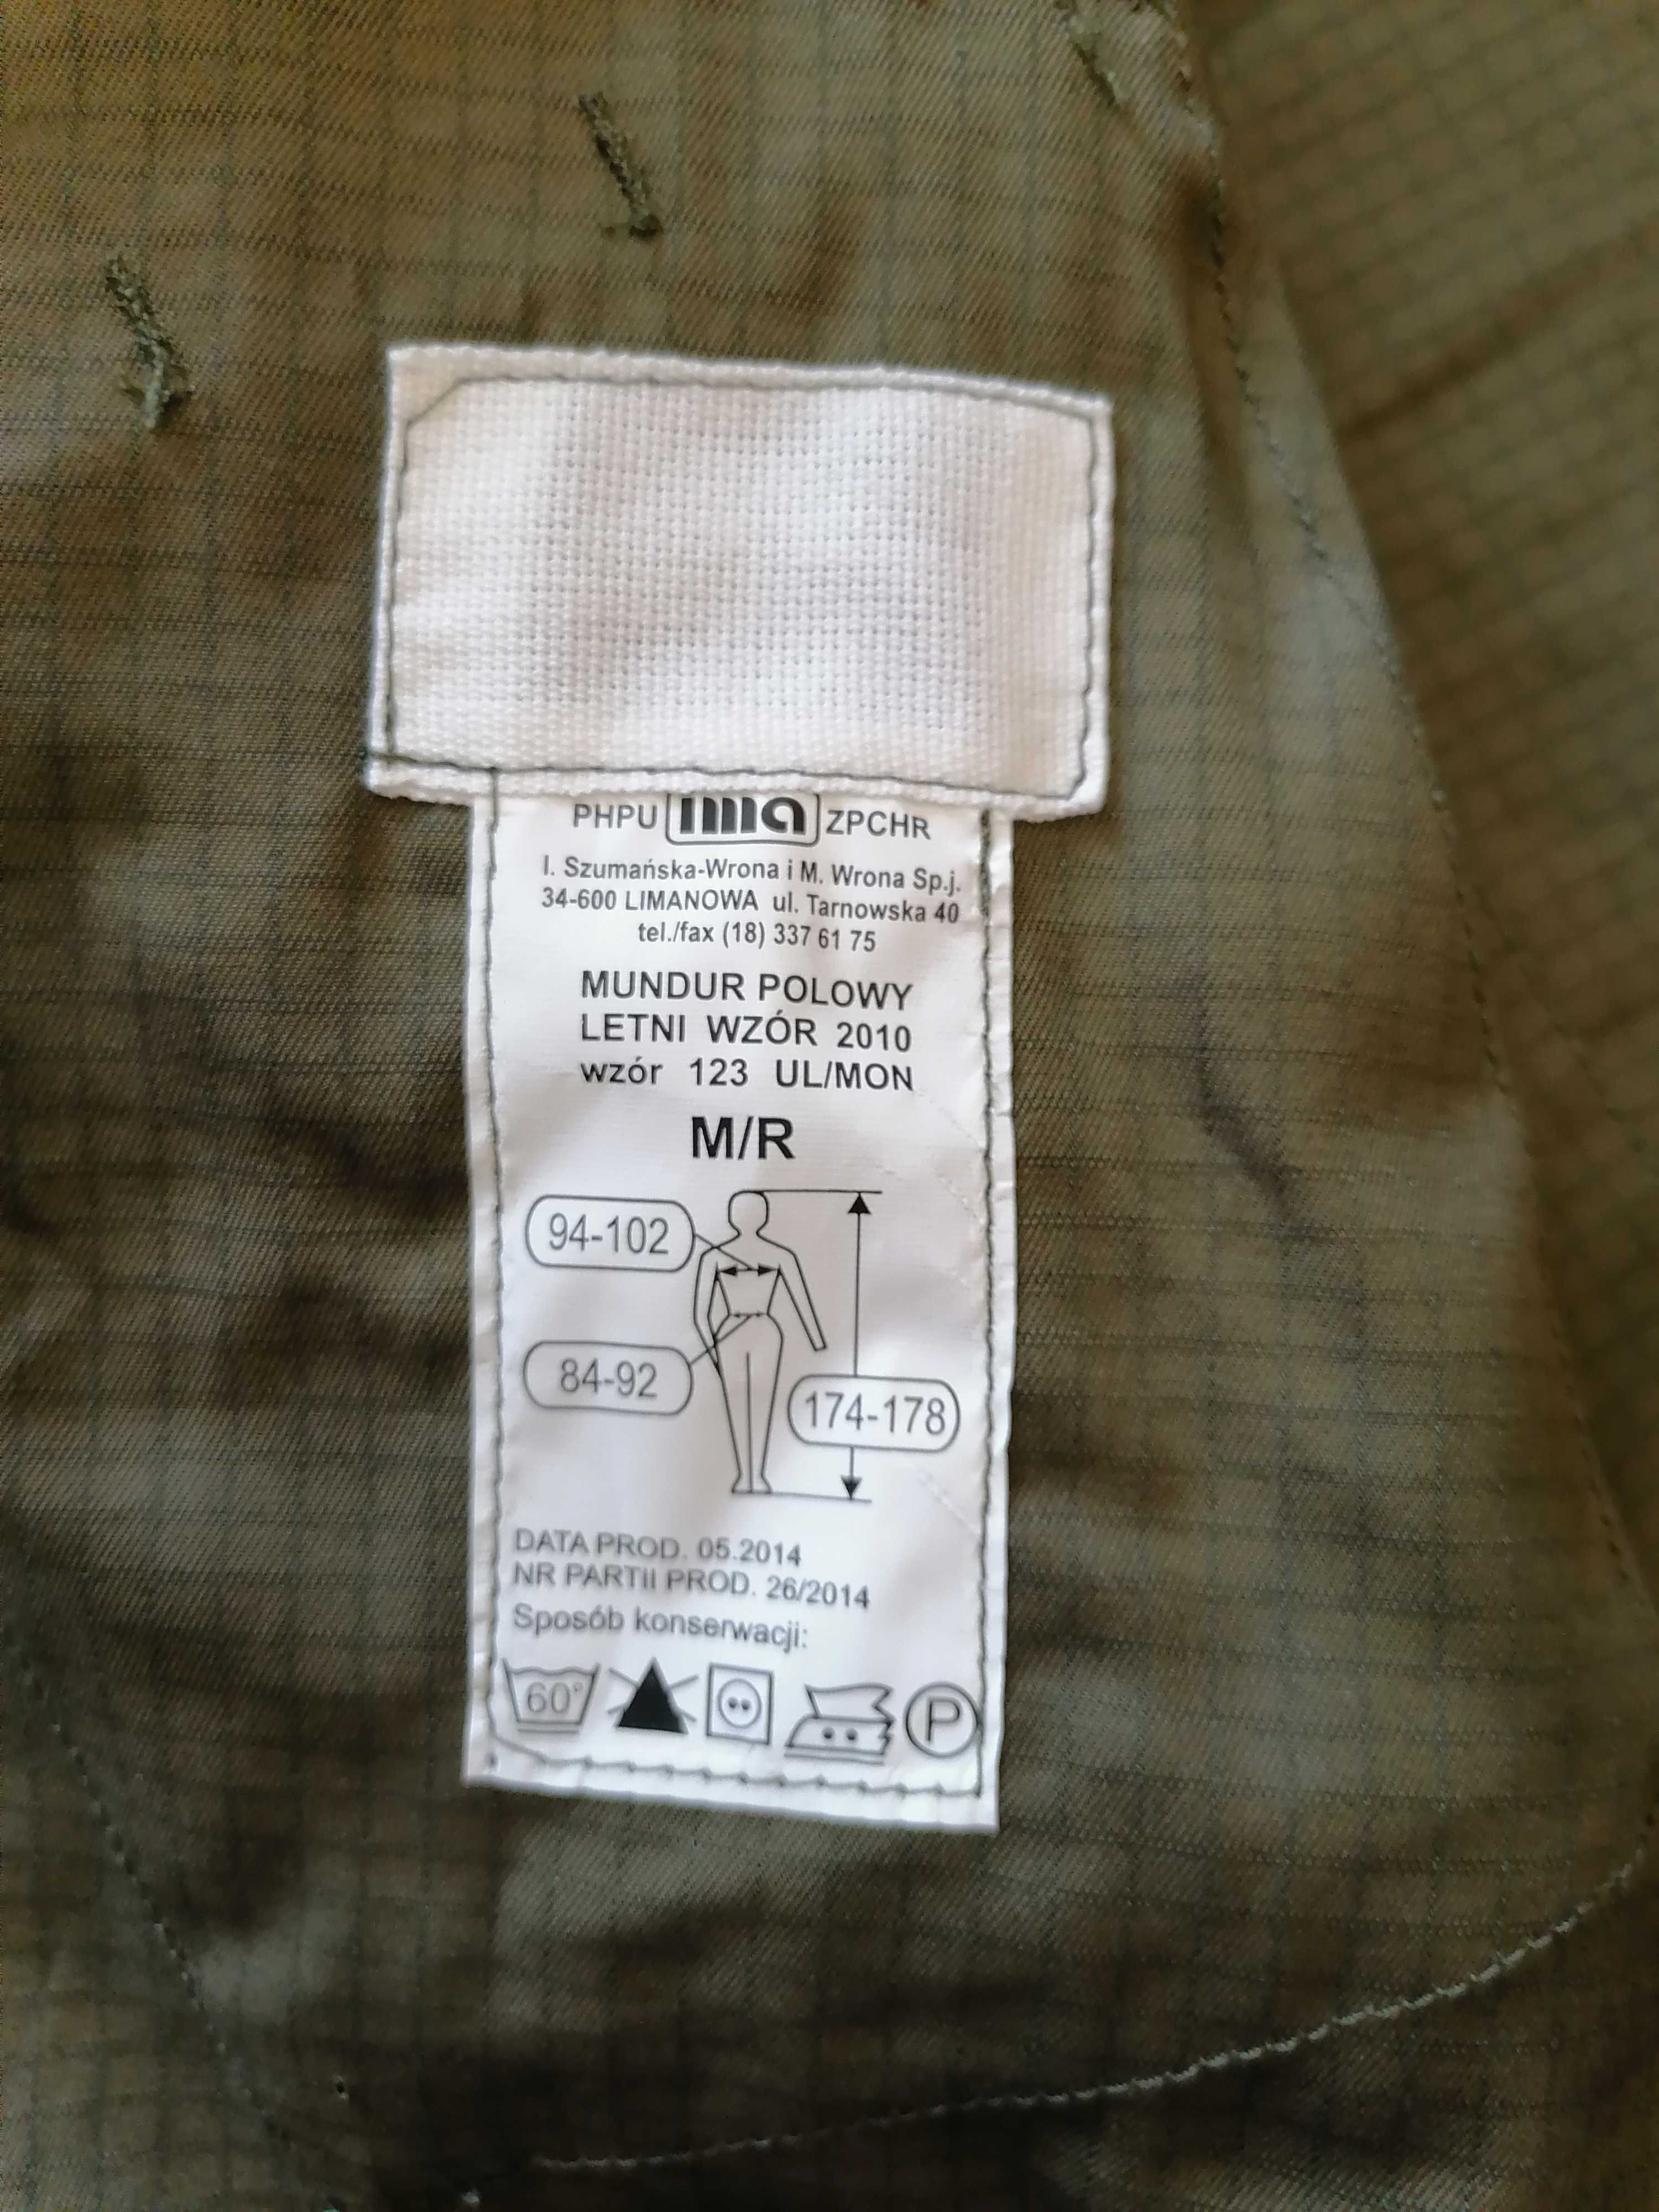 PHPU ima ZPCHR
I. Szumańska-Wrona i M. Wrona Sp.j.
34-600 LIMANOWA ul. Tarnowska 40
tel./fax (18) 337 61 75
MUNDUR POLOWY
LETNI WZÓR 2010
wzór 123 UL/MON
M/R
94-102
84-92
174-178
DATA PROD. 05.2014
NR PARTII PROD. 26/2014
Sposób konserwacji:
60° P